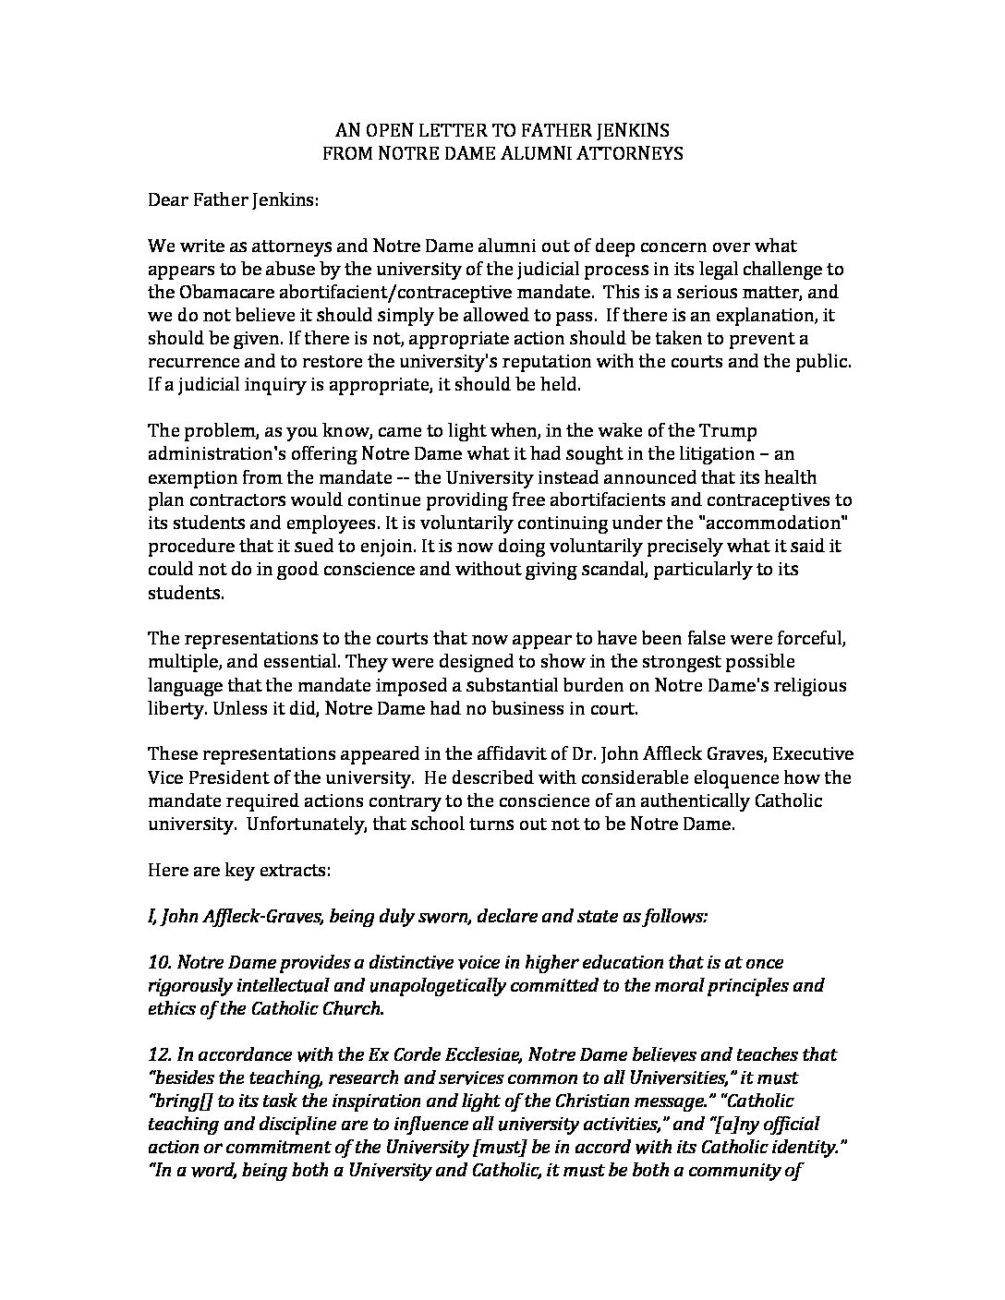 AN OPEN LETTER TO FATHER JENKINS
FROM NOTRE DAME ALUMNI ATTORNEYS
Dear Father Jenkins:
We write as attorneys and Notre Dame alumni out of deep concern over what
appears to be abuse by the university of the judicial process in its legal challenge to
the Obamacare abortifacient/contraceptive mandate.  This is a serious matter, and
we do not believe it should simply be allowed to pass.  If there is an explanation, it
should be given. If there is not, appropriate action should be taken to prevent a
recurrence and to restore the university's reputation with the courts and the public.
If a judicial inquiry is appropriate, it should be held.
The problem, as you know, came to light when, in the wake of the Trump
administration's offering Notre Dame what it had sought in the litigation – an
exemption from the mandate -- the University instead announced that its health
plan contractors would continue providing free abortifacients and contraceptives to
its students and employees. It is voluntarily continuing under the "accommodation"
procedure that it sued to enjoin. It is now doing voluntarily precisely what it said it
could not do in good conscience and without giving scandal, particularly to its
students.
The representations to the courts that now appear to have been false were forceful,
multiple, and essential. They were designed to show in the strongest possible
language that the mandate imposed a substantial burden on Notre Dame's religious
liberty. Unless it did, Notre Dame had no business in court.
These representations appeared in the affidavit of Dr. John Affleck Graves, Executive
Vice President of the university.  He described with considerable eloquence how the
mandate required actions contrary to the conscience of an authentically Catholic
university.  Unfortunately, that school turns out not to be Notre Dame.
Here are key extracts:
I, John Affleck-Graves, being duly sworn, declare and state as follows:
10. Notre Dame provides a distinctive voice in higher education that is at once
rigorously intellectual and unapologetically committed to the moral principles and
ethics of the Catholic Church.
12. In accordance with the Ex Corde Ecclesiae, Notre Dame believes and teaches that
“besides the teaching, research and services common to all Universities,” it must
“bring[] to its task the inspiration and light of the Christian message.” “Catholic
teaching and discipline are to influence all university activities,” and “[a]ny official
action or commitment of the University [must] be in accord with its Catholic identity.”
“In a word, being both a University and Catholic, it must be both a community of